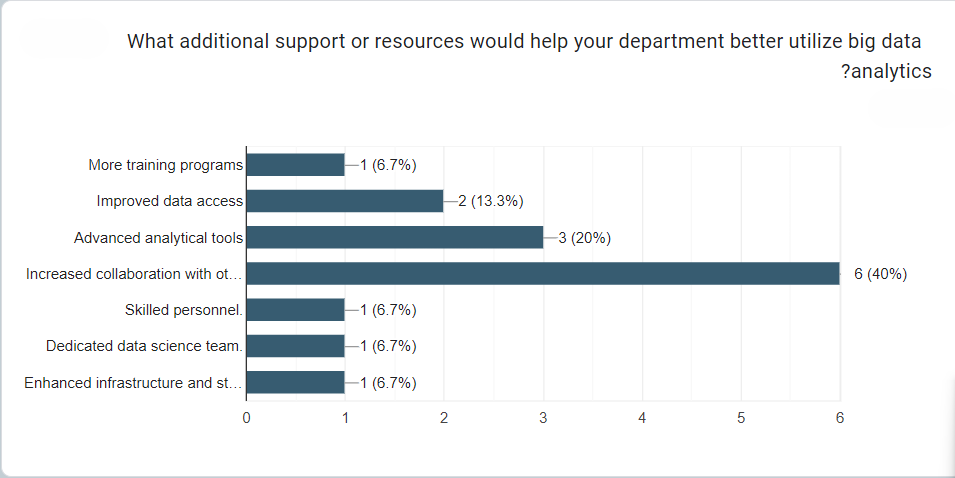 What additional support or resources would help your department better utilize big data
?analytics
More training programs
1 (6.7%)
Improved data access
2 (13.3%)
Advanced analytical tools
3 (20%)
Increased collaboration with ot…
6 (40%)
Skilled personnel.
1 (6.7%)
Dedicated data science team.
1 (6.7%)
Enhanced infrastructure and st…
1 (6.7%)
0 1 2 3 4 5 6